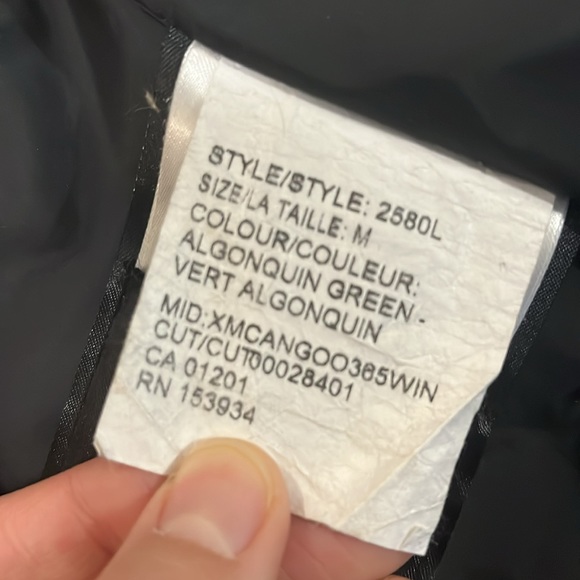 STYLE/STYLE: 2580L
SIZE/LA TAILLE: M
COLOUR/COULEUR:
ALGONQUIN GREEN -
VERT ALGONQUIN
MID:XMCANGOO365WIN
CUT/CUT00028401
CA 01201
RN 153934